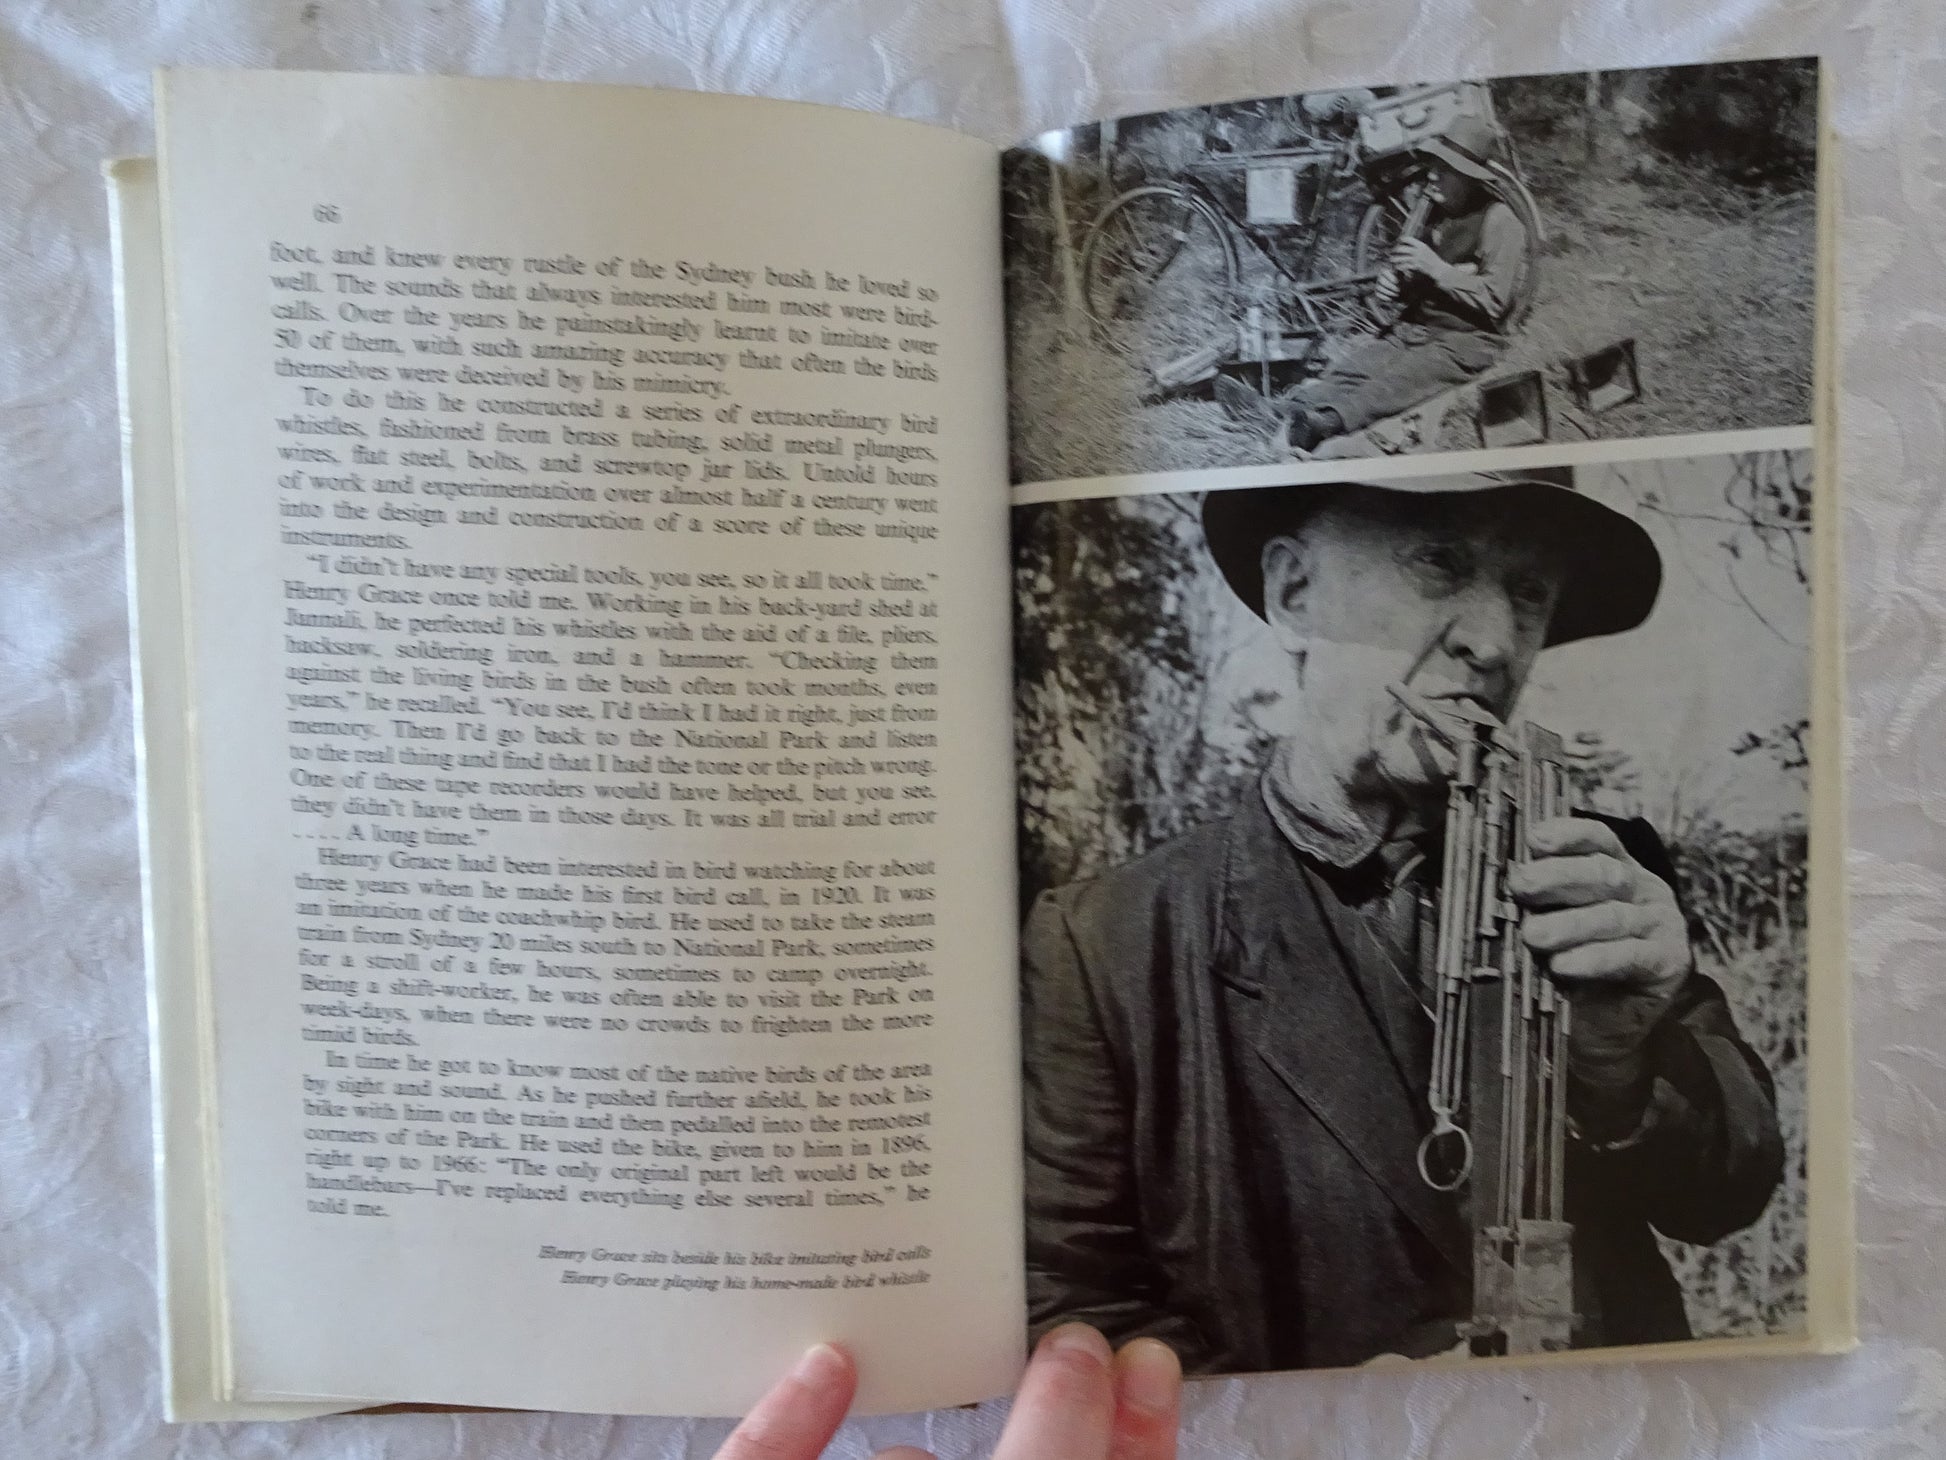 66
foot, and knew every rustle of the Sydney bush he loved so
well. The sounds that always interested him most were bird-
calls. Over the years he painstakingly learnt to imitate over
50 of them, with such amazing accuracy that often the birds
themselves were deceived by his mimicry.
To do this he constructed a series of extraordinary bird
whistles, fashioned from brass tubing, solid metal plungers,
wires, flat steel, bolts, and screwtop jar lids. Untold hours
of work and experimentation over almost half a century went
into the design and construction of a score of these unique
instruments.
"I didn't have any special tools, you see, so it all took time."
Henry Grace once told me. Working in his back-yard shed at
Jannali, he perfected his whistles with the aid of a file, pliers,
hacksaw, soldering iron, and a hammer. "Checking them
against the living birds in the bush often took months, even
years," he recalled. "You see, I'd think I had it right, just from
memory. Then I'd go back to the National Park and listen
to the real thing and find that I had the tone or the pitch wrong.
One of these tape recorders would have helped, but you see,
they didn't have them in those days. It was all trial and error
. . . . A long time."
Henry Grace had been interested in bird watching for about
three years when he made his first bird call, in 1920. It was
an imitation of the coachwhip bird. He used to take the steam
train from Sydney 20 miles south to National Park, sometimes
for a stroll of a few hours, sometimes to camp overnight.
Being a shift-worker, he was often able to visit the Park on
week-days, when there were no crowds to frighten the more
timid birds.
In time he got to know most of the native birds of the area
by sight and sound. As he pushed further afield, he took his
bike with him on the train and then pedalled into the remotest
corners of the Park. He used the bike, given to him in 1896,
right up to 1966: "The only original part left would be the
handlebars—I've replaced everything else several times," he
told me.
Henry Grace sits beside his bike imitating bird calls
Henry Grace playing his home-made bird whistle